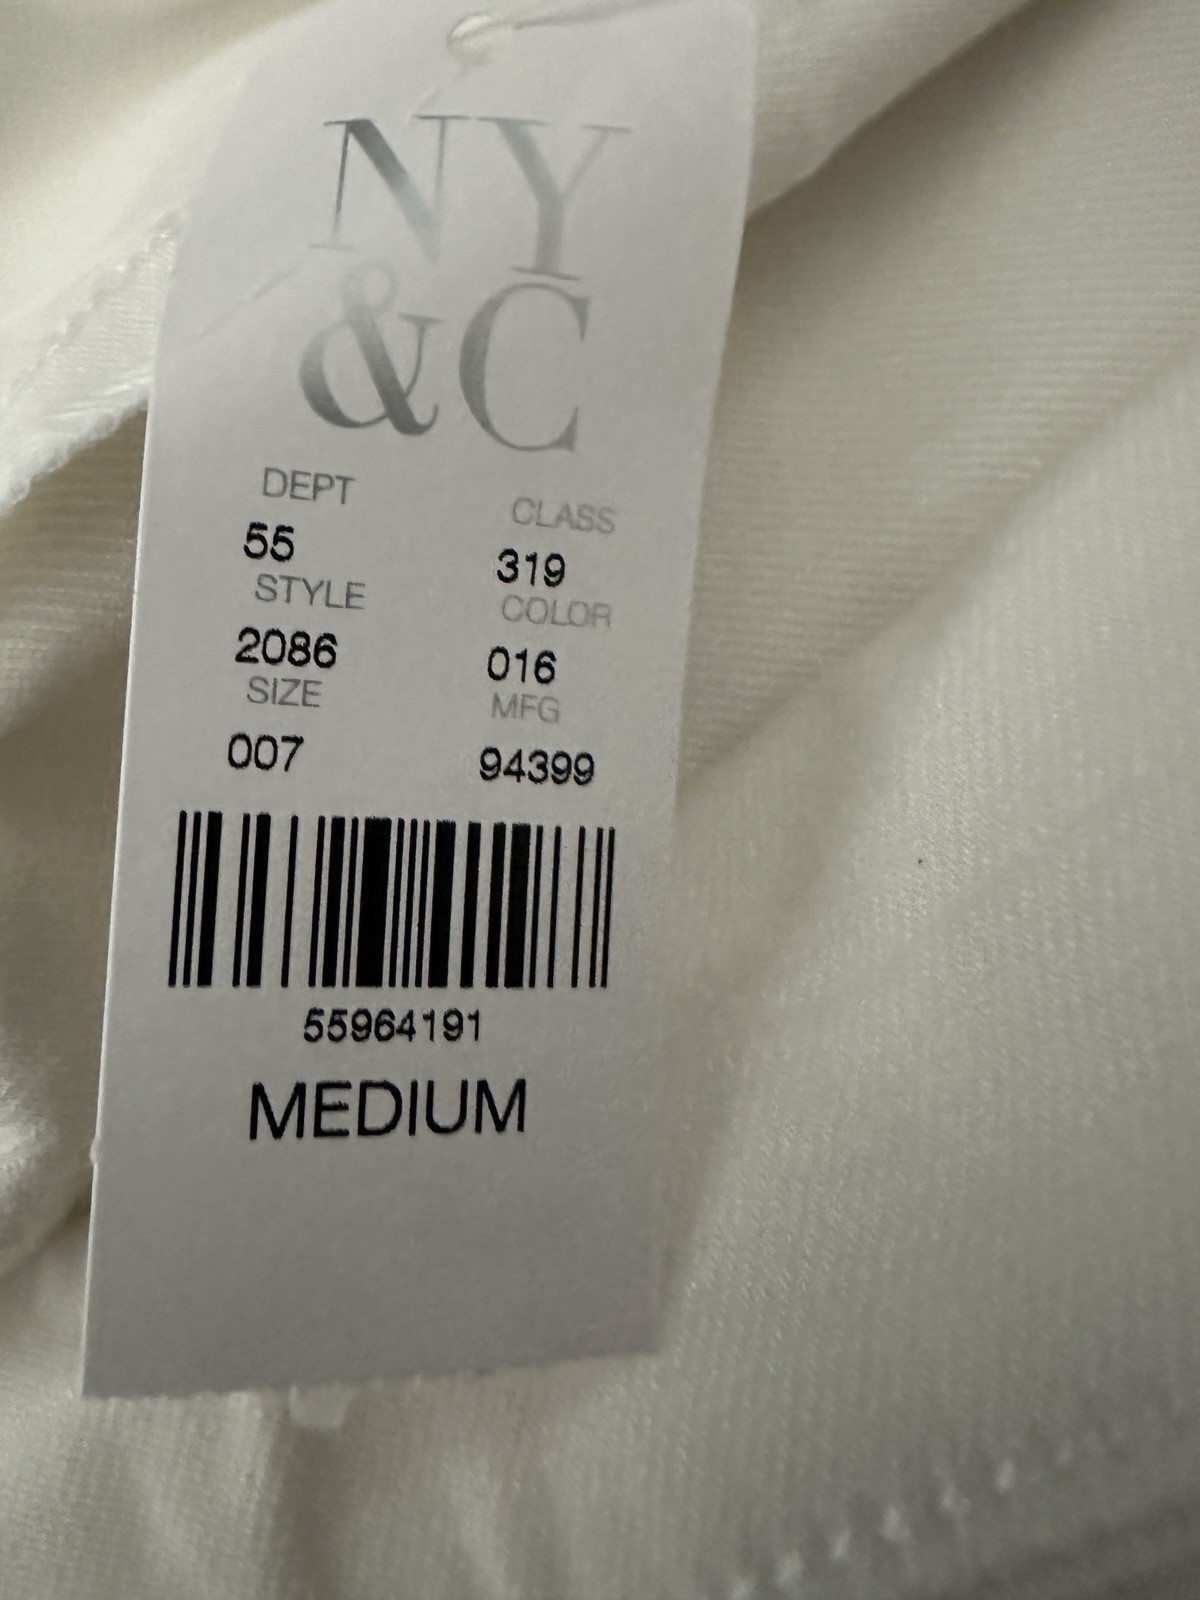 NY
&C
DEPT CLASS
55 319
STYLE COLOR
2086 016
SIZE MFG
007 94399
55964191
MEDIUM